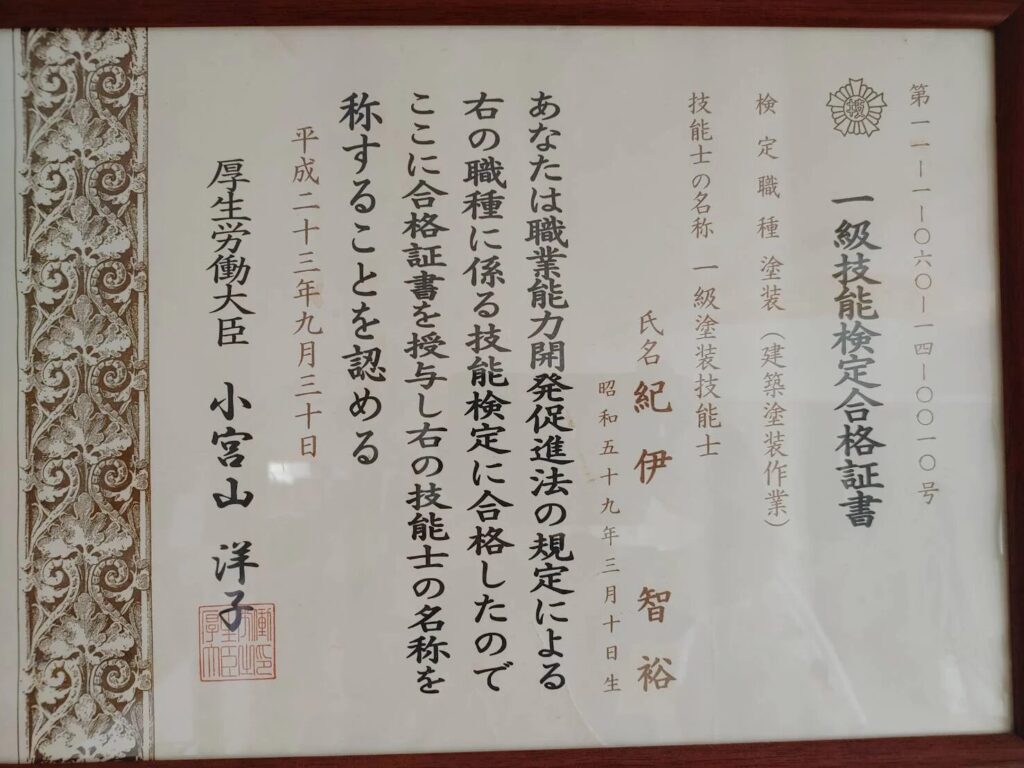 第一一―一―〇六〇―一四―〇〇一〇号
一級技能検定合格証書
検定職種 塗装（建築塗装作業）
技能士の名称 一級塗装技能士
氏名 紀伊 智裕
昭和五十九年三月十日生
あなたは職業能力開発促進法の規定による
右の職種に係る技能検定に合格したので
ここに合格証書を授与し右の技能士の名称を
称することを認める
平成二十三年九月三十日
厚生労働大臣 小宮山 洋子